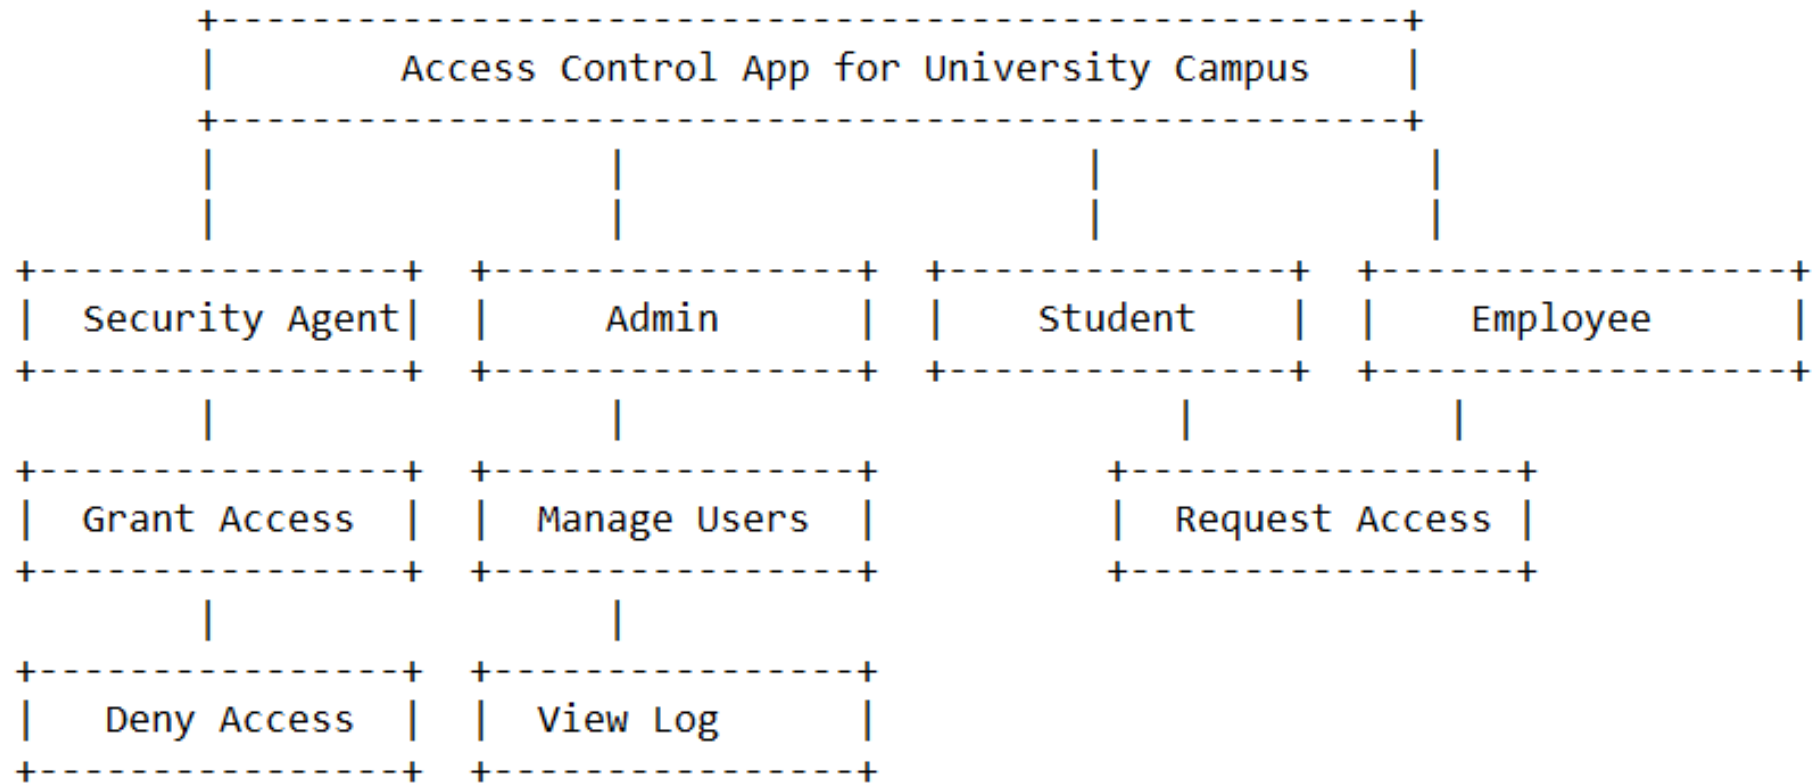 Access Control App for University Campus
Security Agent Admin Student Employee
Grant Access Manage Users Request Access
Deny Access View Log